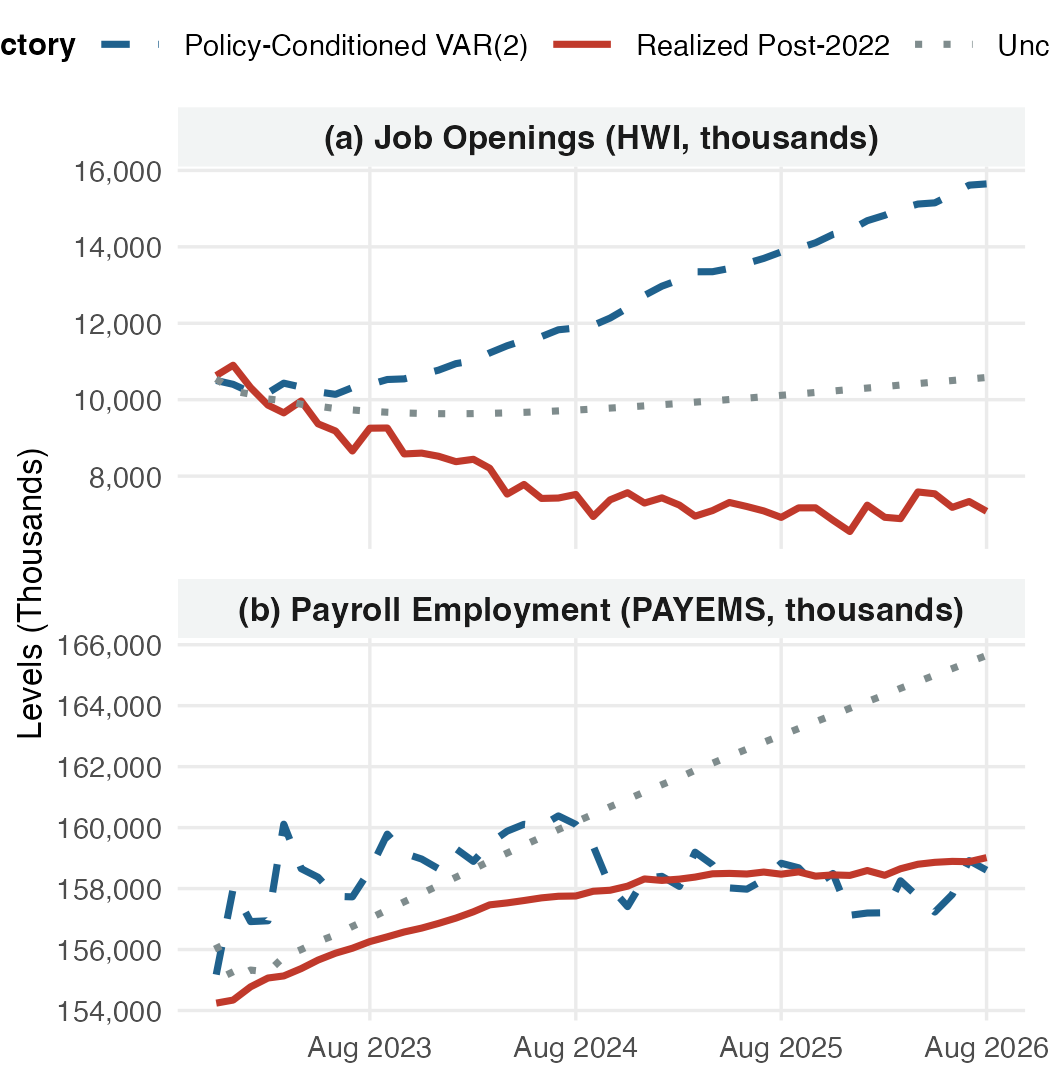 ctory Policy-Conditioned VAR(2) Realized Post-2022 Unc
(a) Job Openings (HWI, thousands)
16,000
14,000
12,000
10,000
8,000
Levels (Thousands)
(b) Payroll Employment (PAYEMS, thousands)
166,000
164,000
162,000
160,000
158,000
156,000
154,000
Aug 2023 Aug 2024 Aug 2025 Aug 2026